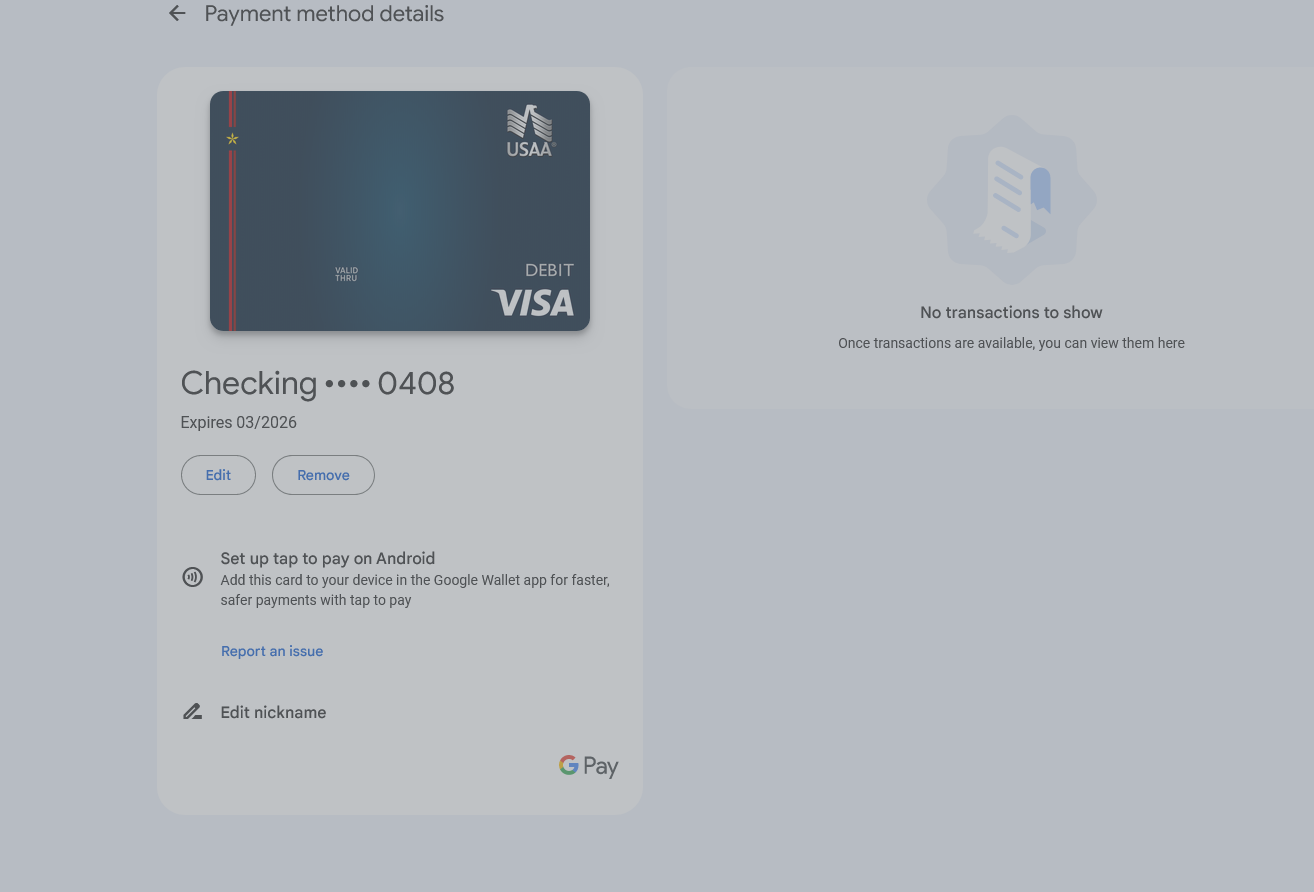 Payment method details
USAA
VALID
THRU
DEBIT
VISA
Checking •••• 0408
Expires 03/2026
Edit
Remove
Set up tap to pay on Android
Add this card to your device in the Google Wallet app for faster,
safer payments with tap to pay
Report an issue
Edit nickname
G Pay
No transactions to show
Once transactions are available, you can view them here